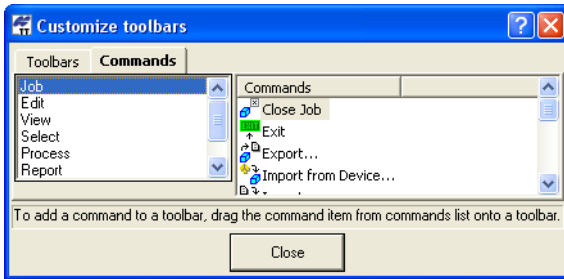 Customize toolbars
Toolbars Commands
Job
Edit
View
Select
Process
Report
Commands
Close Job
Exit
Export...
Import from Device...
To add a command to a toolbar, drag the command item from commands list onto a toolbar.
Close